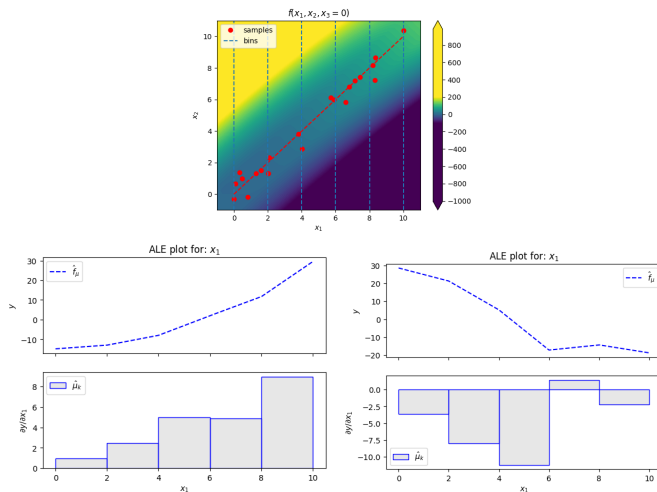 f(x₁, x₂, x₃ = 0)
samples
bins
10
8
6
4
2
0
x₂
0 2 4 6 8 10
x₁
800
600
400
200
0
−200
−400
−600
−800
−1000
ALE plot for: x₁
f̂_μ
30
20
10
0
−10
y
μ̂_k
8
6
4
2
0
∂y/∂x₁
0 2 4 6 8 10
x₁
ALE plot for: x₁
f̂_μ
30
20
10
0
−10
−20
y
0.0
−2.5
−5.0
−7.5
−10.0
∂y/∂x₁
μ̂_k
0 2 4 6 8 10
x₁